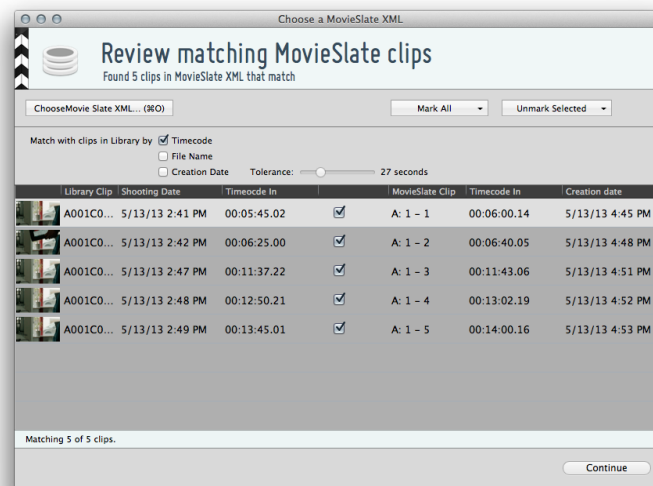 Choose a MovieSlate XML
Review matching MovieSlate clips
Found 5 clips in MovieSlate XML that match
ChooseMovie Slate XML... (⌘O) Mark All Unmark Selected
Match with clips in Library by Timecode
File Name
Creation Date Tolerance: 27 seconds
Library Clip Shooting Date Timeocde In MovieSlate Clip Timecode In Creation date
A001C0... 5/13/13 2:41 PM 00:05:45.02 A: 1 – 1 00:06:00.14 5/13/13 4:45 PM
A001C0... 5/13/13 2:42 PM 00:06:25.00 A: 1 – 2 00:06:40.05 5/13/13 4:48 PM
A001C0... 5/13/13 2:47 PM 00:11:37.22 A: 1 – 3 00:11:43.06 5/13/13 4:51 PM
A001C0... 5/13/13 2:48 PM 00:12:50.21 A: 1 – 4 00:13:02.19 5/13/13 4:52 PM
A001C0... 5/13/13 2:49 PM 00:13:45.01 A: 1 – 5 00:14:00.16 5/13/13 4:53 PM
Matching 5 of 5 clips.
Continue